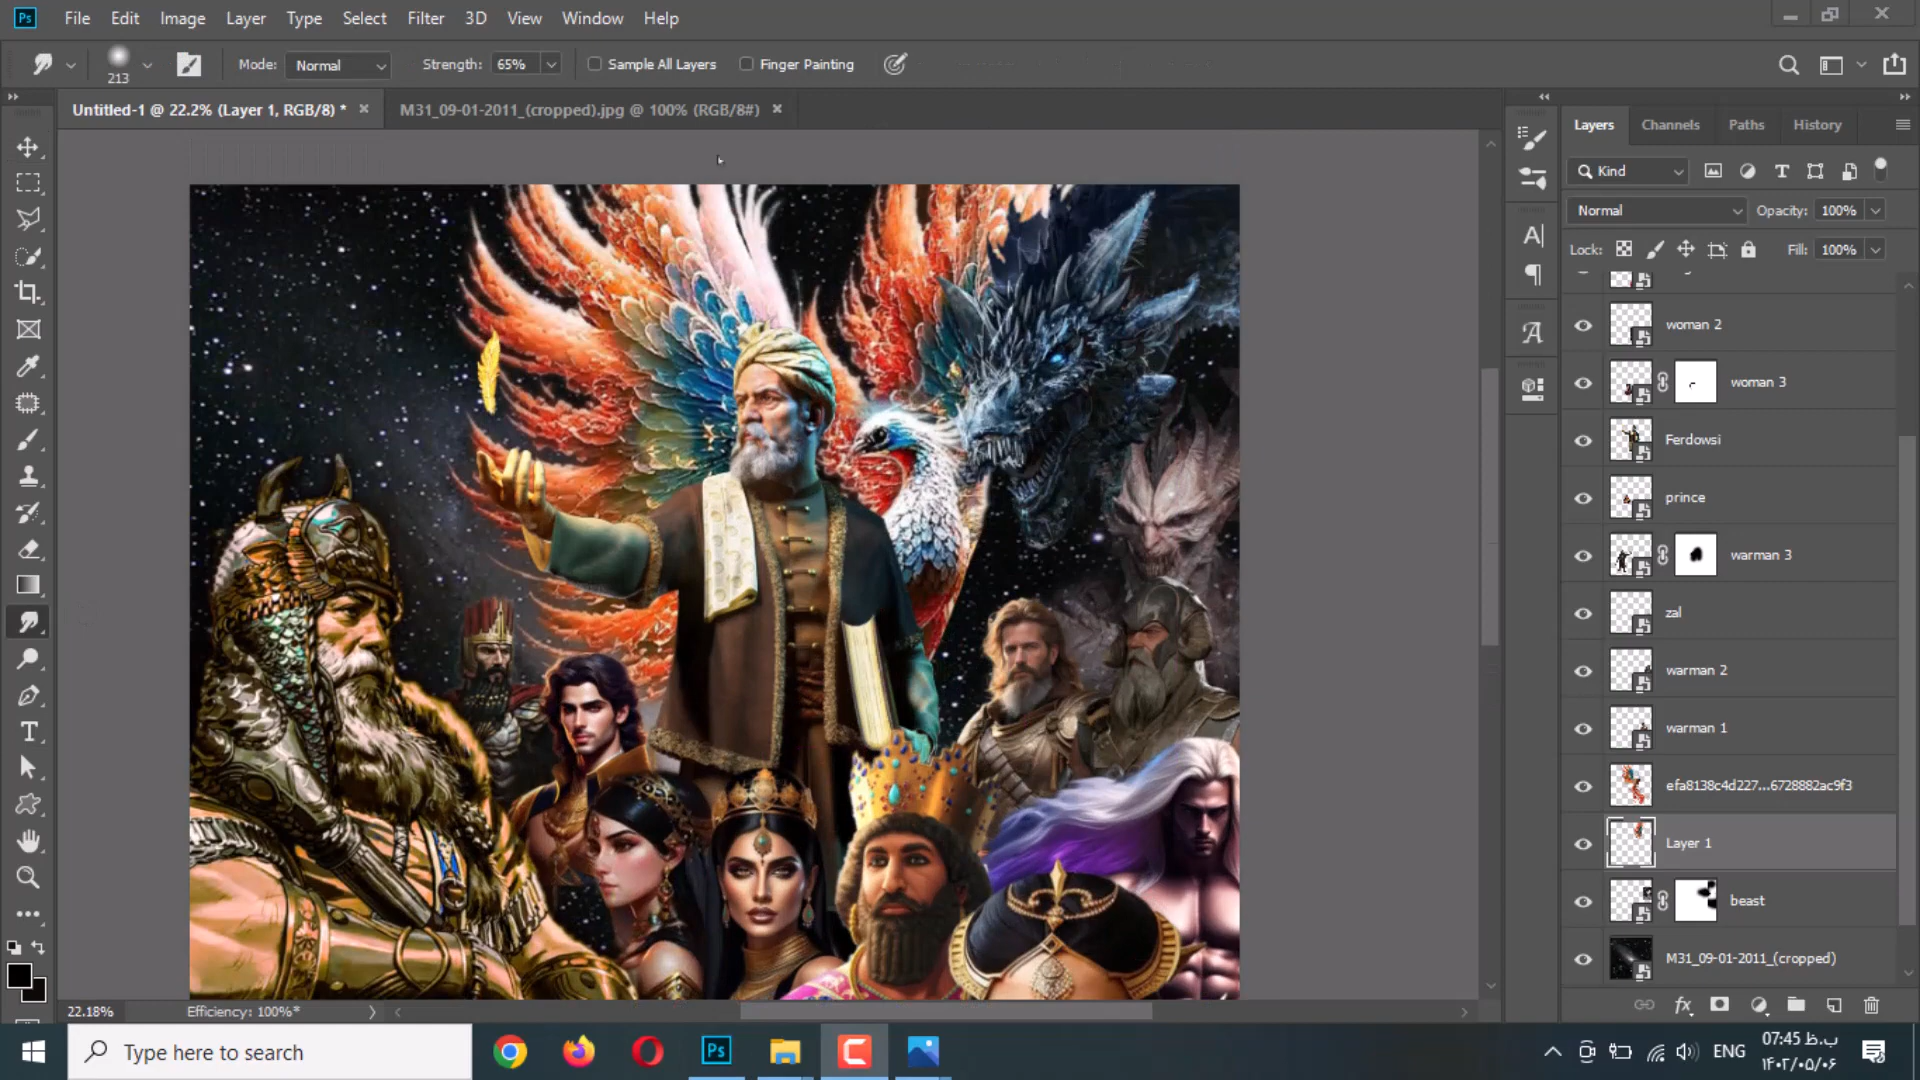 Ps File Edit Image Layer Type Select Filter 3D View Window Help
213 Mode: Normal Strength: 65% Sample All Layers Finger Painting
Untitled-1 @ 22.2% (Layer 1, RGB/8) * M31_09-01-2011_(cropped).jpg @ 100% (RGB/8#)
Layers Channels Paths History
Kind
Normal Opacity: 100%
Lock: Fill: 100%
woman 2
woman 3
Ferdowsi
prince
warman 3
zal
warman 2
warman 1
efa8138c4d227...6728882ac9f3
Layer 1
beast
M31_09-01-2011_(cropped)
22.18% Efficiency: 100%*
Type here to search
Ps
ENG
07:45 ب.ظ
۱۴۰۲/۰۵/۰۶